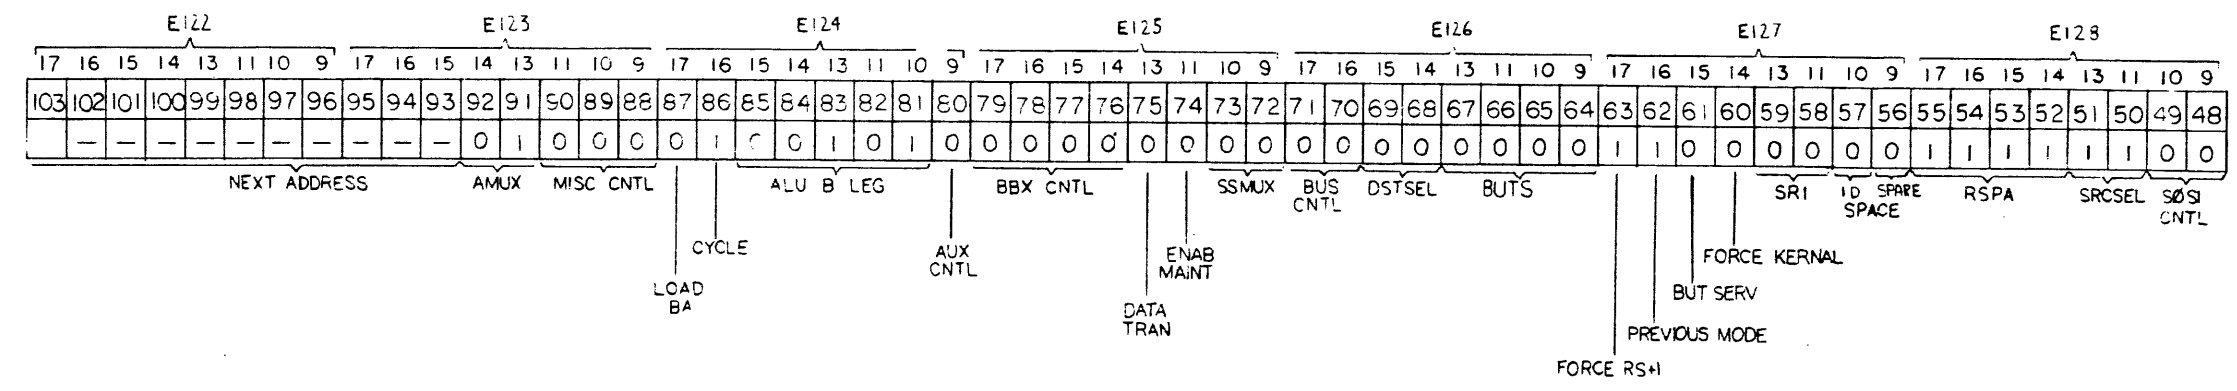 E122 E123 E124 E125 E126 E127 E128
17 16 15 14 13 11 10 9 17 16 15 14 13 11 10 9 17 16 15 14 13 11 10 9 17 16 15 14 13 11 10 9 17 16 15 14 13 11 10 9 17 16 15 14 13 11 10 9 17 16 15 14 13 11 10 9
103 102 101 100 99 98 97 96 95 94 93 92 91 90 89 88 87 86 85 84 83 82 81 80 79 78 77 76 75 74 73 72 71 70 69 68 67 66 65 64 63 62 61 60 59 58 57 56 55 54 53 52 51 50 49 48
— — — — — — — — — — 0 1 0 0 0 0 1 0 1 0 1 0 0 0 0 0 0 0 0 0 0 0 0 0 0 0 0 0 1 1 0 0 0 0 0 0 1 1 1 1 1 1 0 0
NEXT ADDRESS AMUX MISC CNTL ALU B LEG BBX CNTL SSMUX BUS DSTSEL BUTS SR1 ID SPARE RSPA SRCSEL SØS1
CNTL SPACE CNTL
CYCLE AUX ENAB FORCE KERNAL
CNTL MAINT
LOAD BUT SERV
BA
DATA
TRAN
PREVIOUS MODE
FORCE RS+1